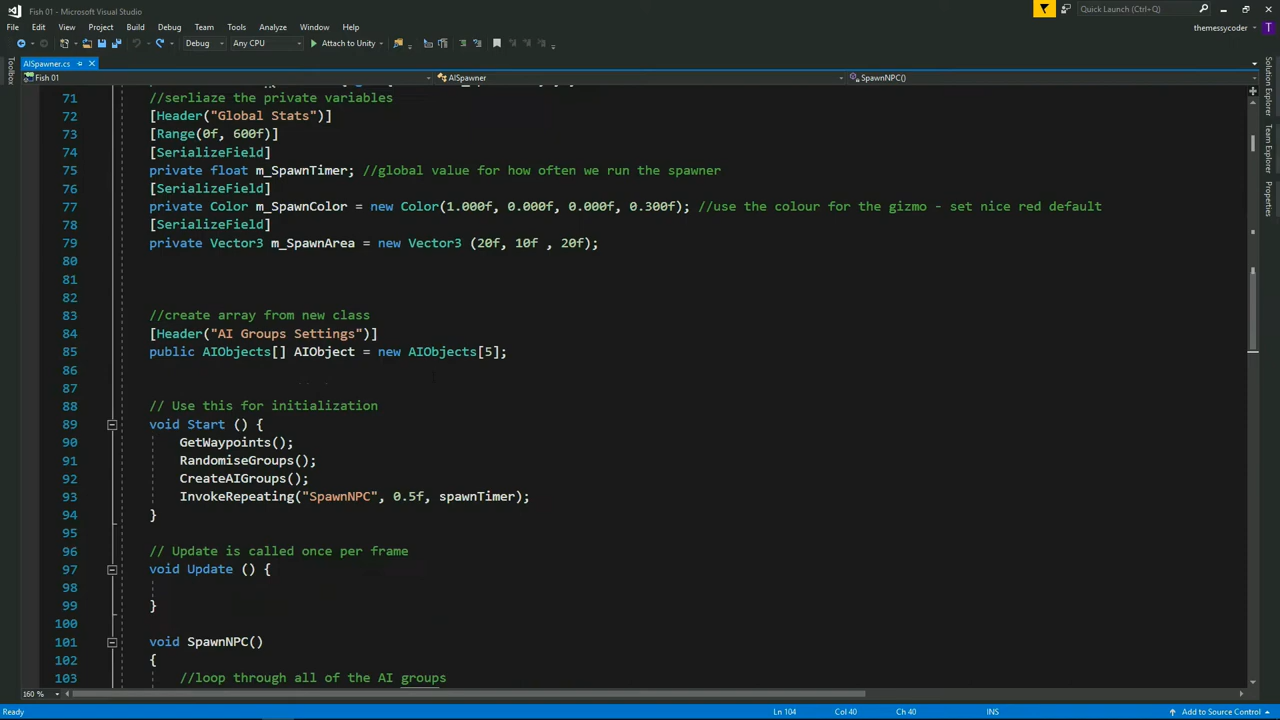 Fish 01 - Microsoft Visual Studio
Quick Launch (Ctrl+Q)
File Edit View Project Build Debug Team Tools Analyze Window Help
themessycoder T
Debug Any CPU Attach to Unity
Toolbox
AISpawner.cs
Fish 01 AISpawner SpawnNPC()
Solution Explorer
Team Explorer
Properties
71 //serliaze the private variables
72 [Header("Global Stats")]
73 [Range(0f, 600f)]
74 [SerializeField]
75 private float m_SpawnTimer; //global value for how often we run the spawner
76 [SerializeField]
77 private Color m_SpawnColor = new Color(1.000f, 0.000f, 0.000f, 0.300f); //use the colour for the gizmo - set nice red default
78 [SerializeField]
79 private Vector3 m_SpawnArea = new Vector3 (20f, 10f , 20f);
80
81
82
83 //create array from new class
84 [Header("AI Groups Settings")]
85 public AIObjects[] AIObject = new AIObjects[5];
86
87
88 // Use this for initialization
89 void Start () {
90 GetWaypoints();
91 RandomiseGroups();
92 CreateAIGroups();
93 InvokeRepeating("SpawnNPC", 0.5f, spawnTimer);
94 }
95
96 // Update is called once per frame
97 void Update () {
98
99 }
100
101 void SpawnNPC()
102 {
103 //loop through all of the AI groups
160 %
Ready Ln 104 Col 40 Ch 40 INS Add to Source Control